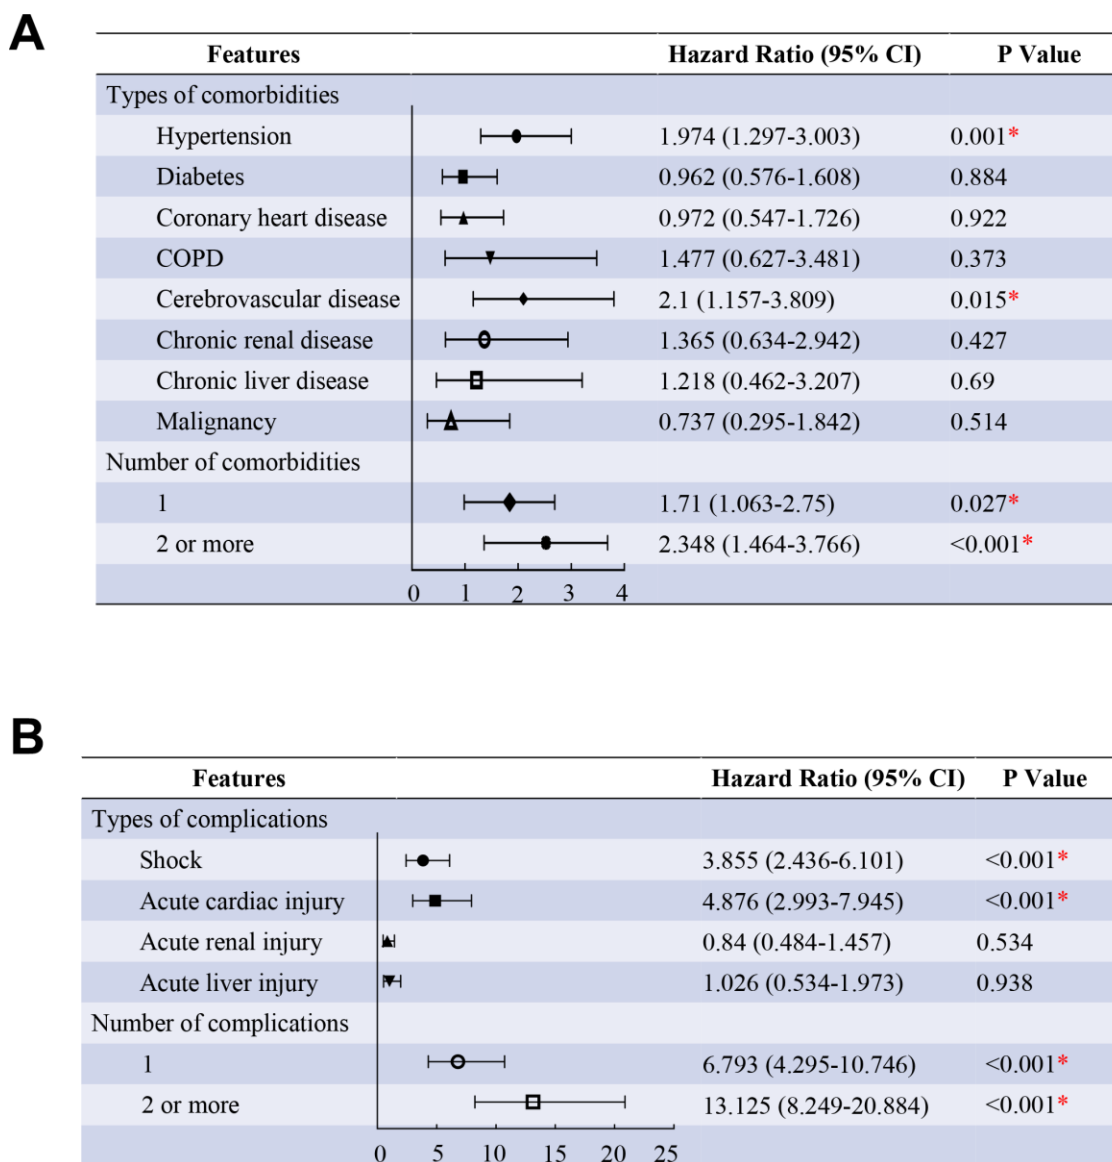 A
Features Hazard Ratio (95% CI) P Value
Types of comorbidities
Hypertension 1.974 (1.297-3.003) 0.001*
Diabetes 0.962 (0.576-1.608) 0.884
Coronary heart disease 0.972 (0.547-1.726) 0.922
COPD 1.477 (0.627-3.481) 0.373
Cerebrovascular disease 2.1 (1.157-3.809) 0.015*
Chronic renal disease 1.365 (0.634-2.942) 0.427
Chronic liver disease 1.218 (0.462-3.207) 0.69
Malignancy 0.737 (0.295-1.842) 0.514
Number of comorbidities
1 1.71 (1.063-2.75) 0.027*
2 or more 2.348 (1.464-3.766) <0.001*
0 1 2 3 4
B
Features Hazard Ratio (95% CI) P Value
Types of complications
Shock 3.855 (2.436-6.101) <0.001*
Acute cardiac injury 4.876 (2.993-7.945) <0.001*
Acute renal injury 0.84 (0.484-1.457) 0.534
Acute liver injury 1.026 (0.534-1.973) 0.938
Number of complications
1 6.793 (4.295-10.746) <0.001*
2 or more 13.125 (8.249-20.884) <0.001*
0 5 10 15 20 25